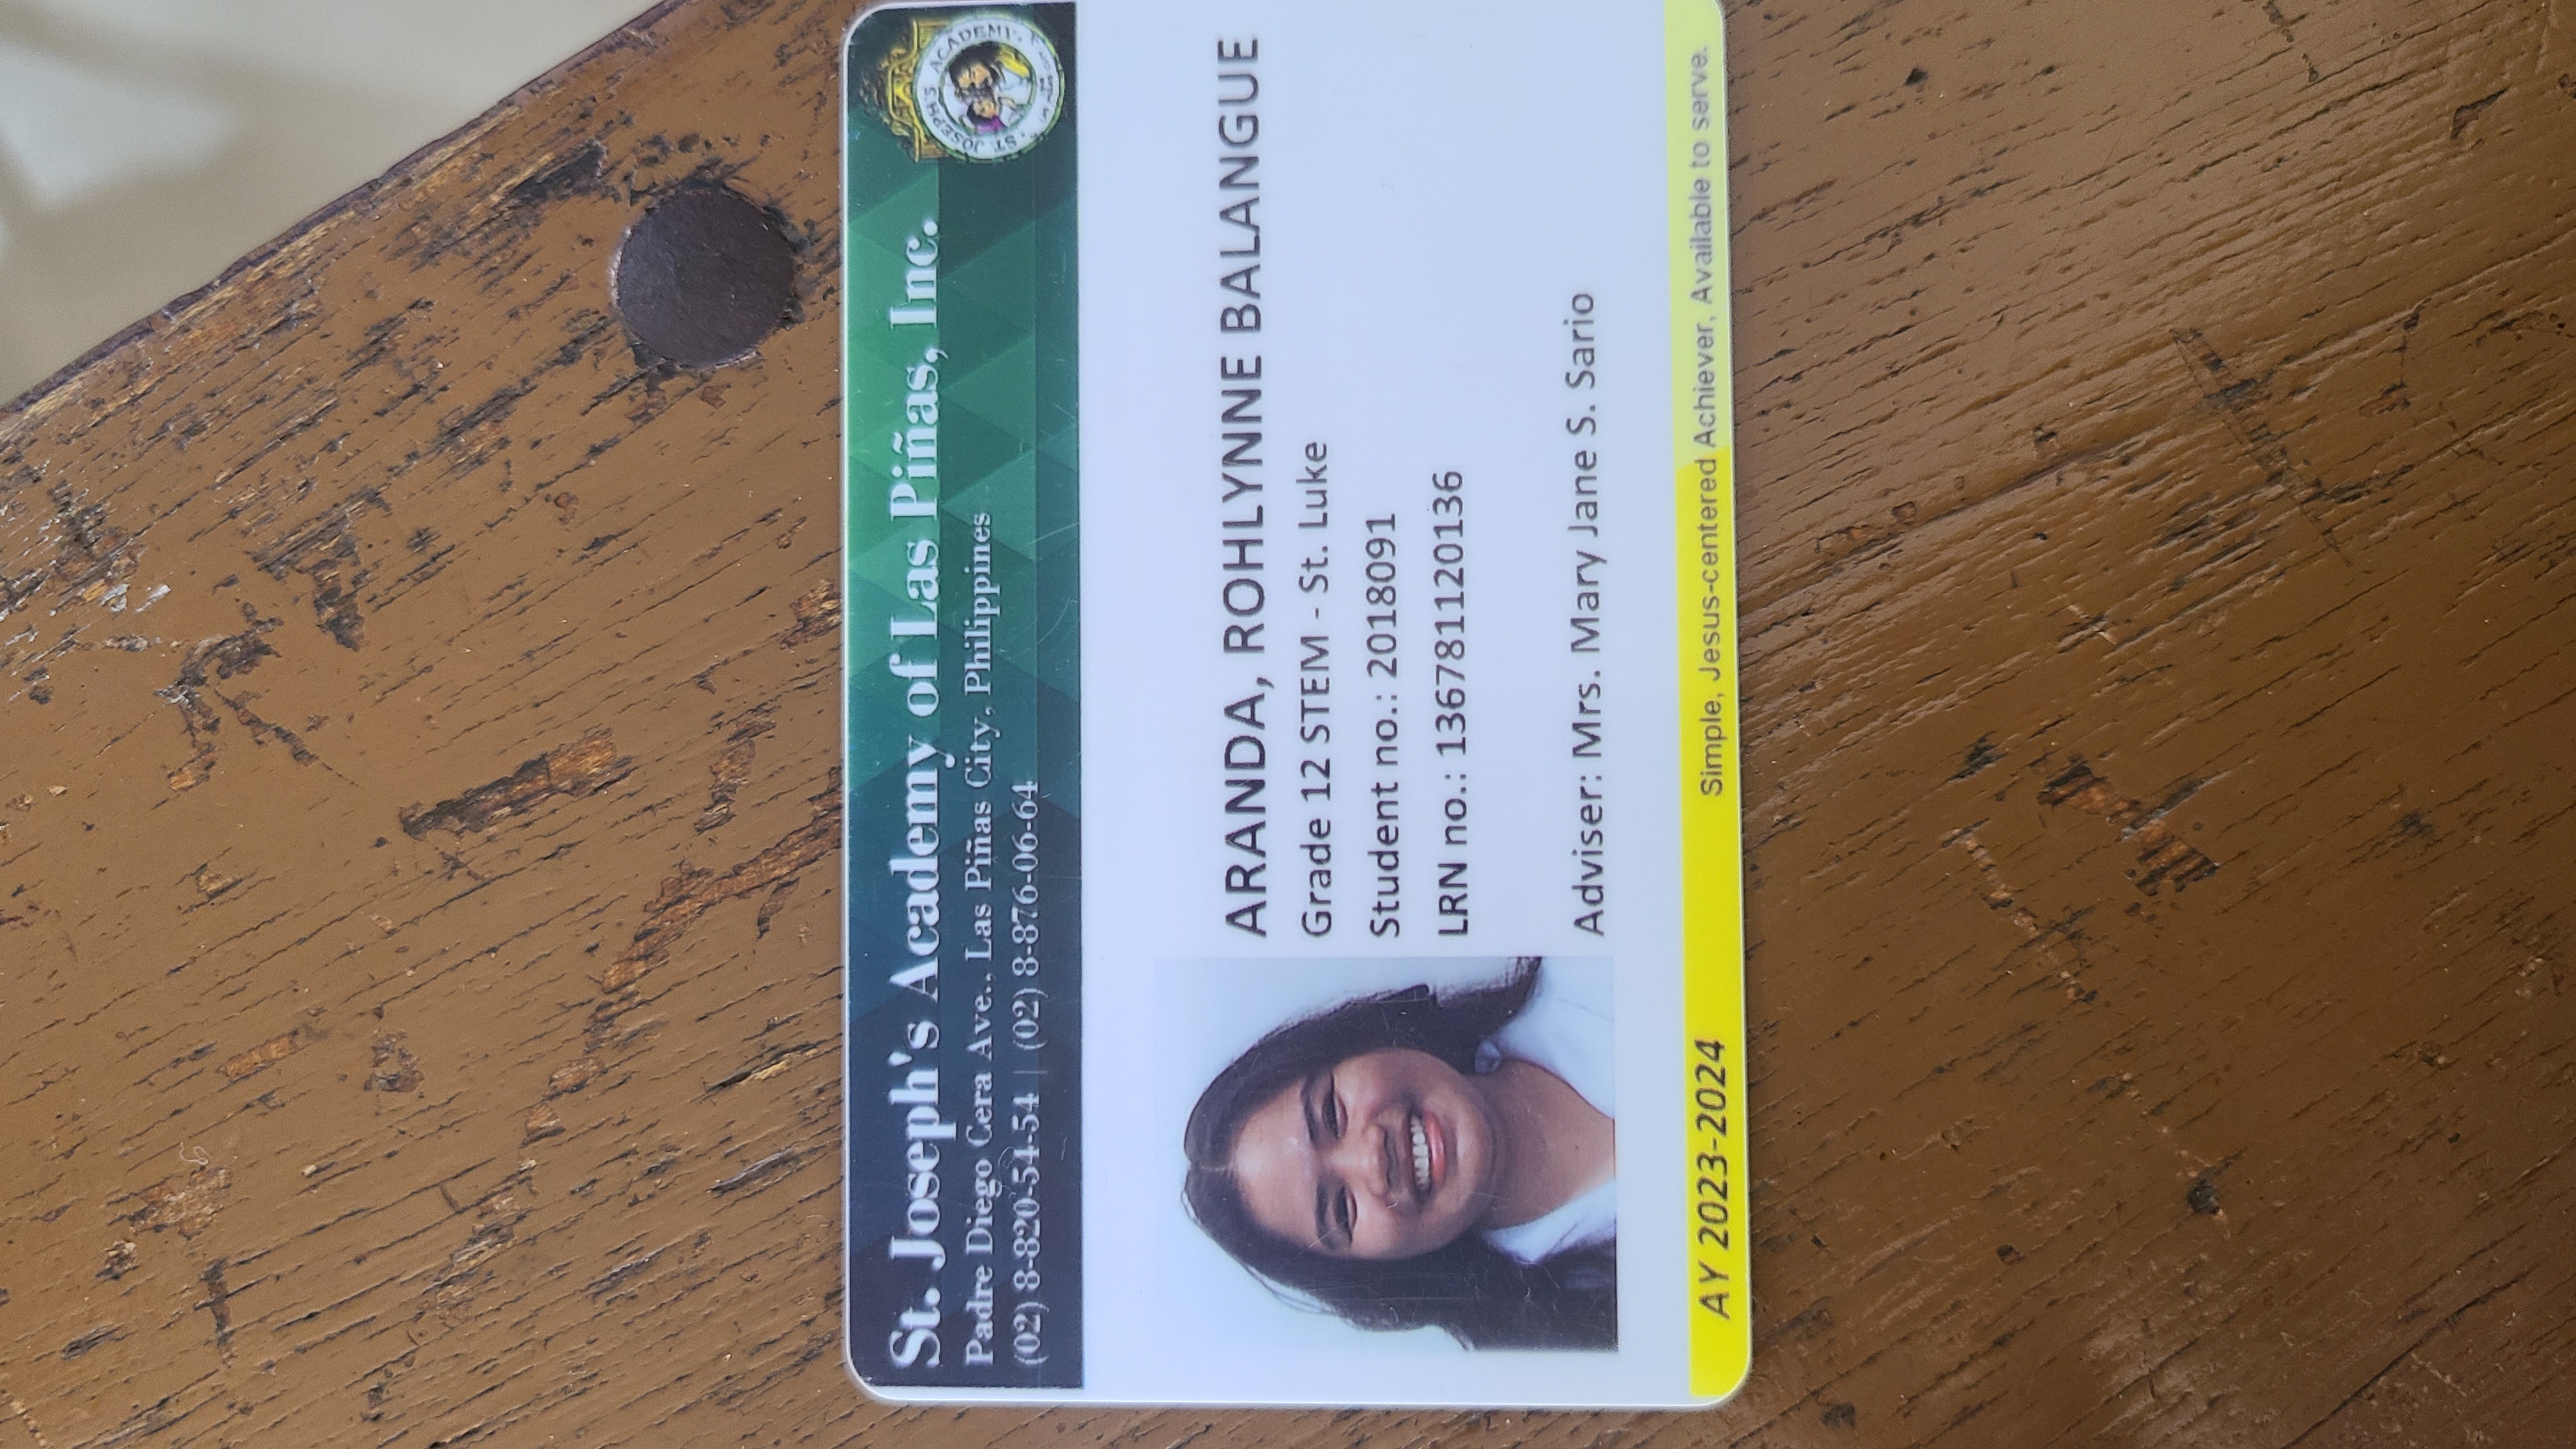 St. Joseph's Academy of Las Piñas, Inc.
Padre Diego Cera Ave., Las Piñas City, Philippines
(02) 8-820-54-54 | (02) 8-876-06-64
ST. JOSEPH'S ACADEMY
LAS PIÑAS CITY
ARANDA, ROHLYNNE BALANGUE
Grade 12 STEM - St. Luke
Student no.: 2018091
LRN no.: 136781120136
Adviser: Mrs. Mary Jane S. Sario
AY 2023-2024
Simple, Jesus-centered Achiever, Available to serve.